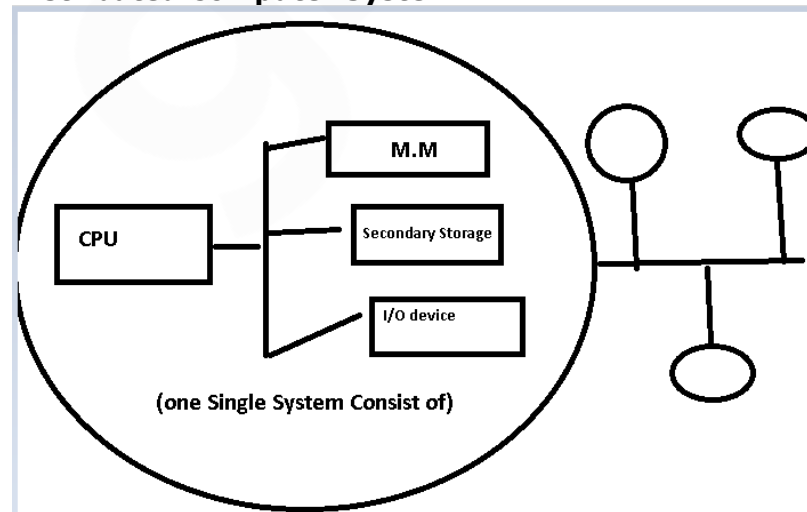 M.M
CPU
Secondary Storage
I/O device
(one Single System Consist of)